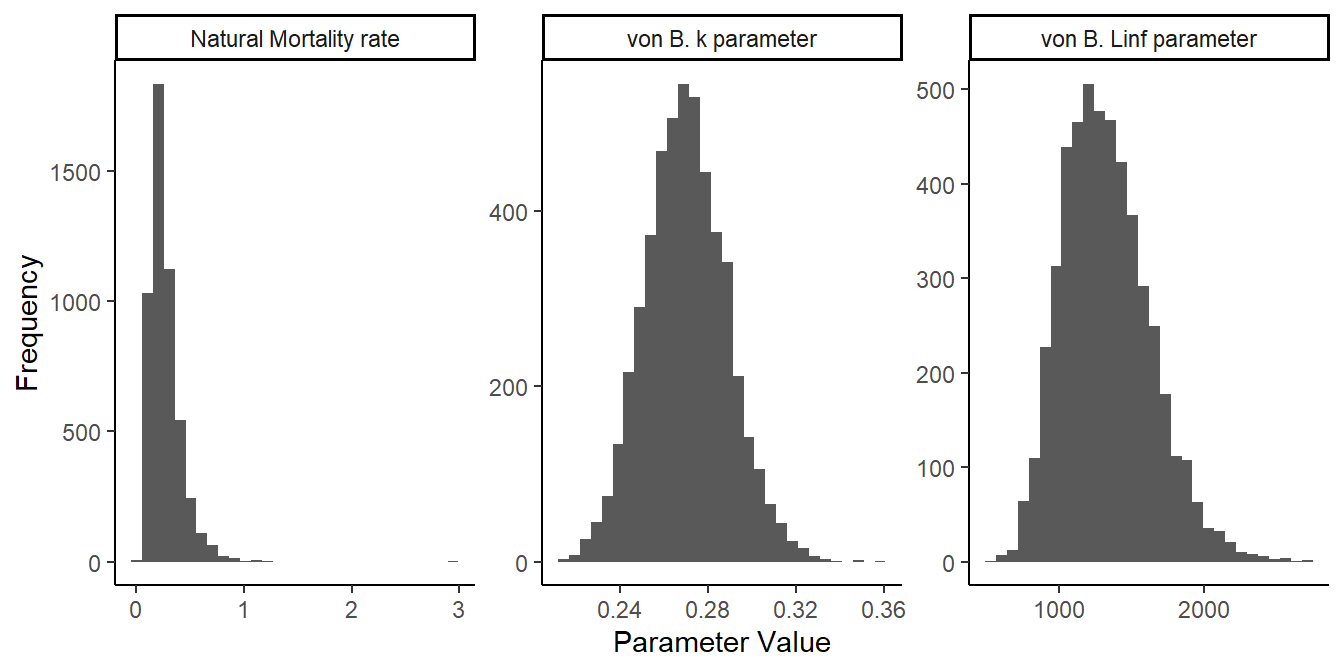 Natural Mortality rate
von B. k parameter
von B. Linf parameter
Frequency
1500
1000
500
0
400
200
0
500
400
300
200
100
0
0 1 2 3
0.24 0.28 0.32 0.36
1000 2000
Parameter Value